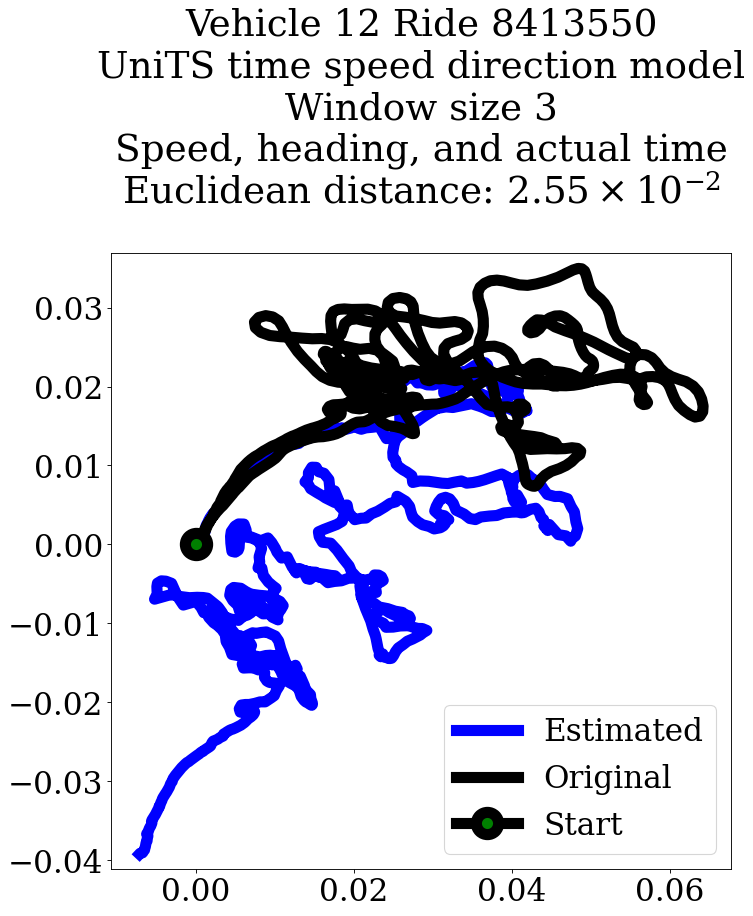 Vehicle 12 Ride 8413550
UniTS time speed direction model
Window size 3
Speed, heading, and actual time
Euclidean distance: 2.55 × 10⁻²
0.03
0.02
0.01
0.00
−0.01
−0.02
−0.03
−0.04
Estimated
Original
Start
0.00 0.02 0.04 0.06